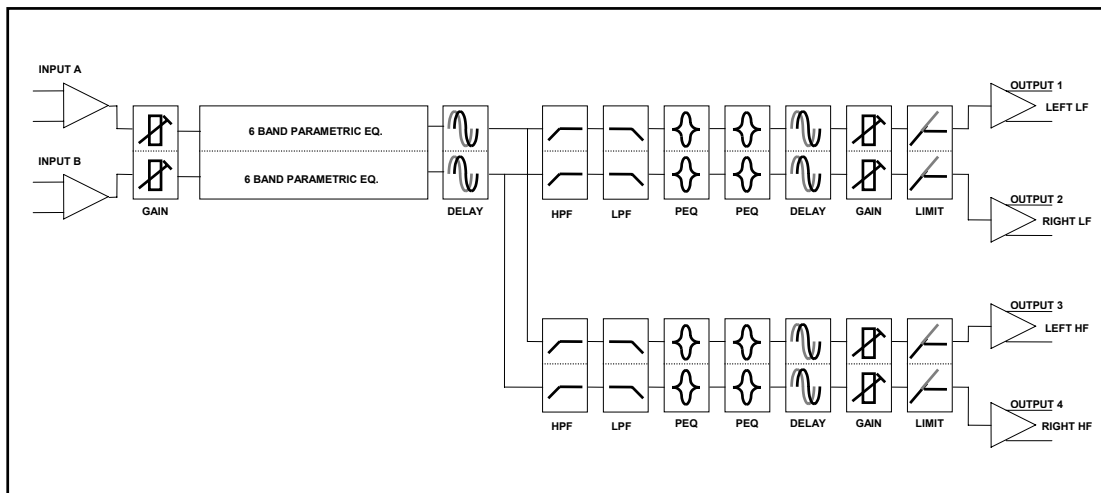 INPUT A
INPUT B
GAIN
6 BAND PARAMETRIC EQ.
6 BAND PARAMETRIC EQ.
DELAY
HPF
LPF
PEQ
PEQ
DELAY
GAIN
LIMIT
OUTPUT 1
LEFT LF
OUTPUT 2
RIGHT LF
HPF
LPF
PEQ
PEQ
DELAY
GAIN
LIMIT
OUTPUT 3
LEFT HF
OUTPUT 4
RIGHT HF